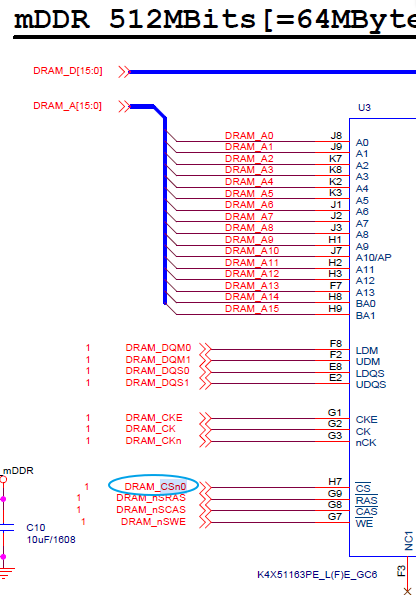 mDDR 512MBits[=64MByte
DRAM_D[15:0]
DRAM_A[15:0]
U3
DRAM_A0 J8 A0
DRAM_A1 J9 A1
DRAM_A2 K7 A2
DRAM_A3 K8 A3
DRAM_A4 K2 A4
DRAM_A5 K3 A5
DRAM_A6 J1 A6
DRAM_A7 J2 A7
DRAM_A8 J3 A8
DRAM_A9 H1 A9
DRAM_A10 J7 A10/AP
DRAM_A11 H2 A11
DRAM_A12 H3 A12
DRAM_A13 F7 A13
DRAM_A14 H8 BA0
DRAM_A15 H9 BA1
1 DRAM_DQM0 F8 LDM
1 DRAM_DQM1 F2 UDM
1 DRAM_DQS0 E8 LDQS
1 DRAM_DQS1 E2 UDQS
1 DRAM_CKE G1 CKE
1 DRAM_CK G2 CK
1 DRAM_CKn G3 nCK
_mDDR
1 DRAM_CSn0 H7 CS
1 DRAM_nSRAS G9 RAS
1 DRAM_nSCAS G8 CAS
1 DRAM_nSWE G7 WE
C10
10uF/1608
NC1
F3
K4X51163PE_L(F)E_GC6